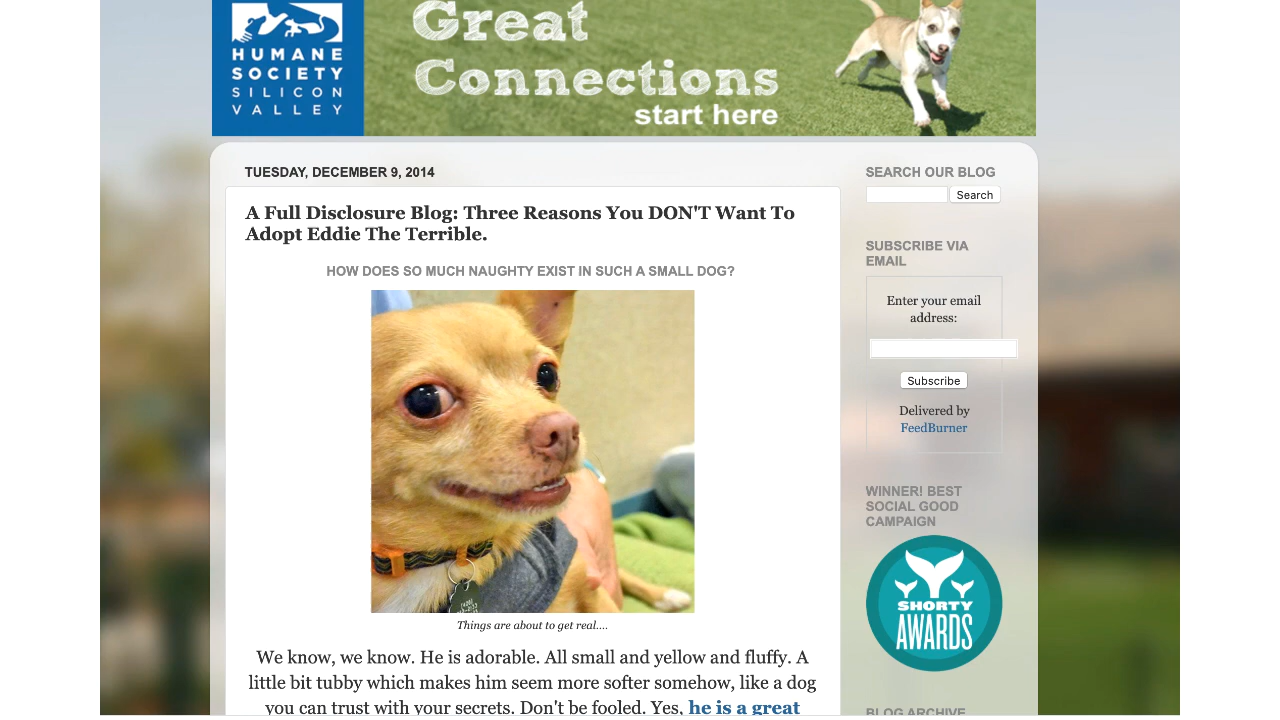 HUMANE
SOCIETY
SILICON
VALLEY
Great
Connections
start here
TUESDAY, DECEMBER 9, 2014
A Full Disclosure Blog: Three Reasons You DON'T Want To
Adopt Eddie The Terrible.
HOW DOES SO MUCH NAUGHTY EXIST IN SUCH A SMALL DOG?
Things are about to get real....
We know, we know. He is adorable. All small and yellow and fluffy. A
little bit tubby which makes him seem more softer somehow, like a dog
you can trust with your secrets. Don't be fooled. Yes, he is a great
SEARCH OUR BLOG
Search
SUBSCRIBE VIA
EMAIL
Enter your email
address:
Subscribe
Delivered by
FeedBurner
WINNER! BEST
SOCIAL GOOD
CAMPAIGN
SHORTY
AWARDS
BLOG ARCHIVE